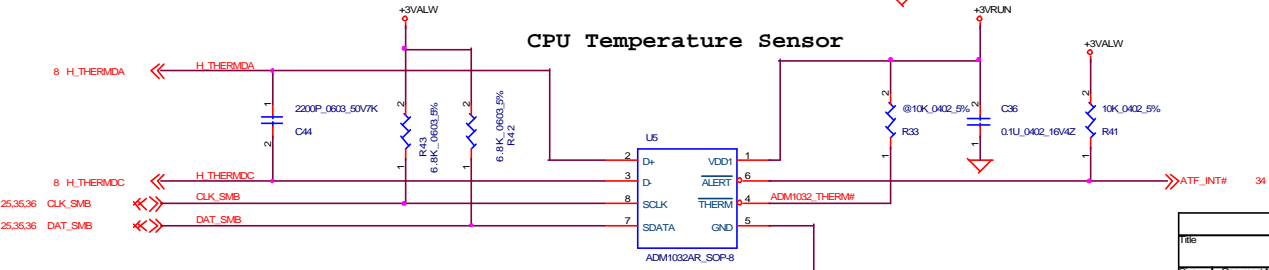 +3VALW
+3VRUN
CPU Temperature Sensor
+3VALW
8 H_THERMDA
H_THERMDA
1
2200P_0603_50V7K
C44
2
2
R43
6.8K_0603_5%
1
2
6.8K_0603_5%
R42
1
2
@10K_0402_5%
R33
1
2
C36
0.1U_0402_16V4Z
1
2
10K_0402_5%
R41
1
U5
2 D+
VDD1 1
8 H_THERMDC
H_THERMDC
3 D-
ALERT 6
ATF_INT# 34
25,35,36 CLK_SMB
CLK_SMB
8 SCLK
THERM 4
ADM1032_THERM#
25,35,36 DAT_SMB
DAT_SMB
7 SDATA
GND 5
ADM1032AR_SOP-8
Title